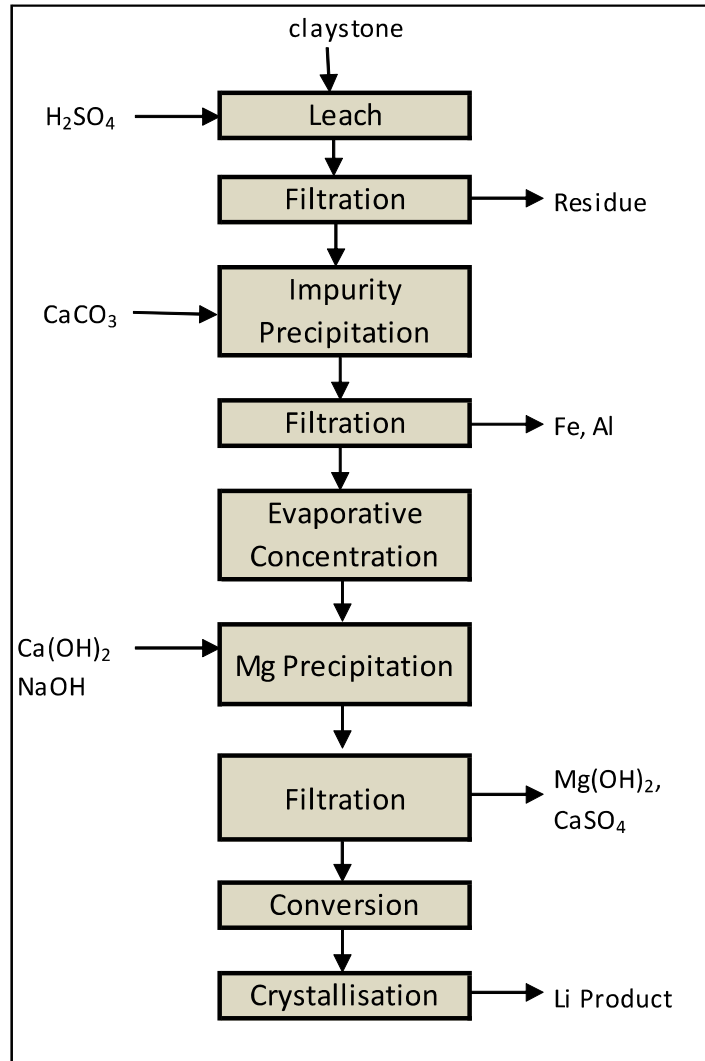 claystone
H₂SO₄
Leach
Filtration
Residue
Impurity
Precipitation
CaCO₃
Filtration
Fe, Al
Evaporative
Concentration
Ca(OH)₂
NaOH
Mg Precipitation
Filtration
Mg(OH)₂,
CaSO₄
Conversion
Crystallisation
Li Product